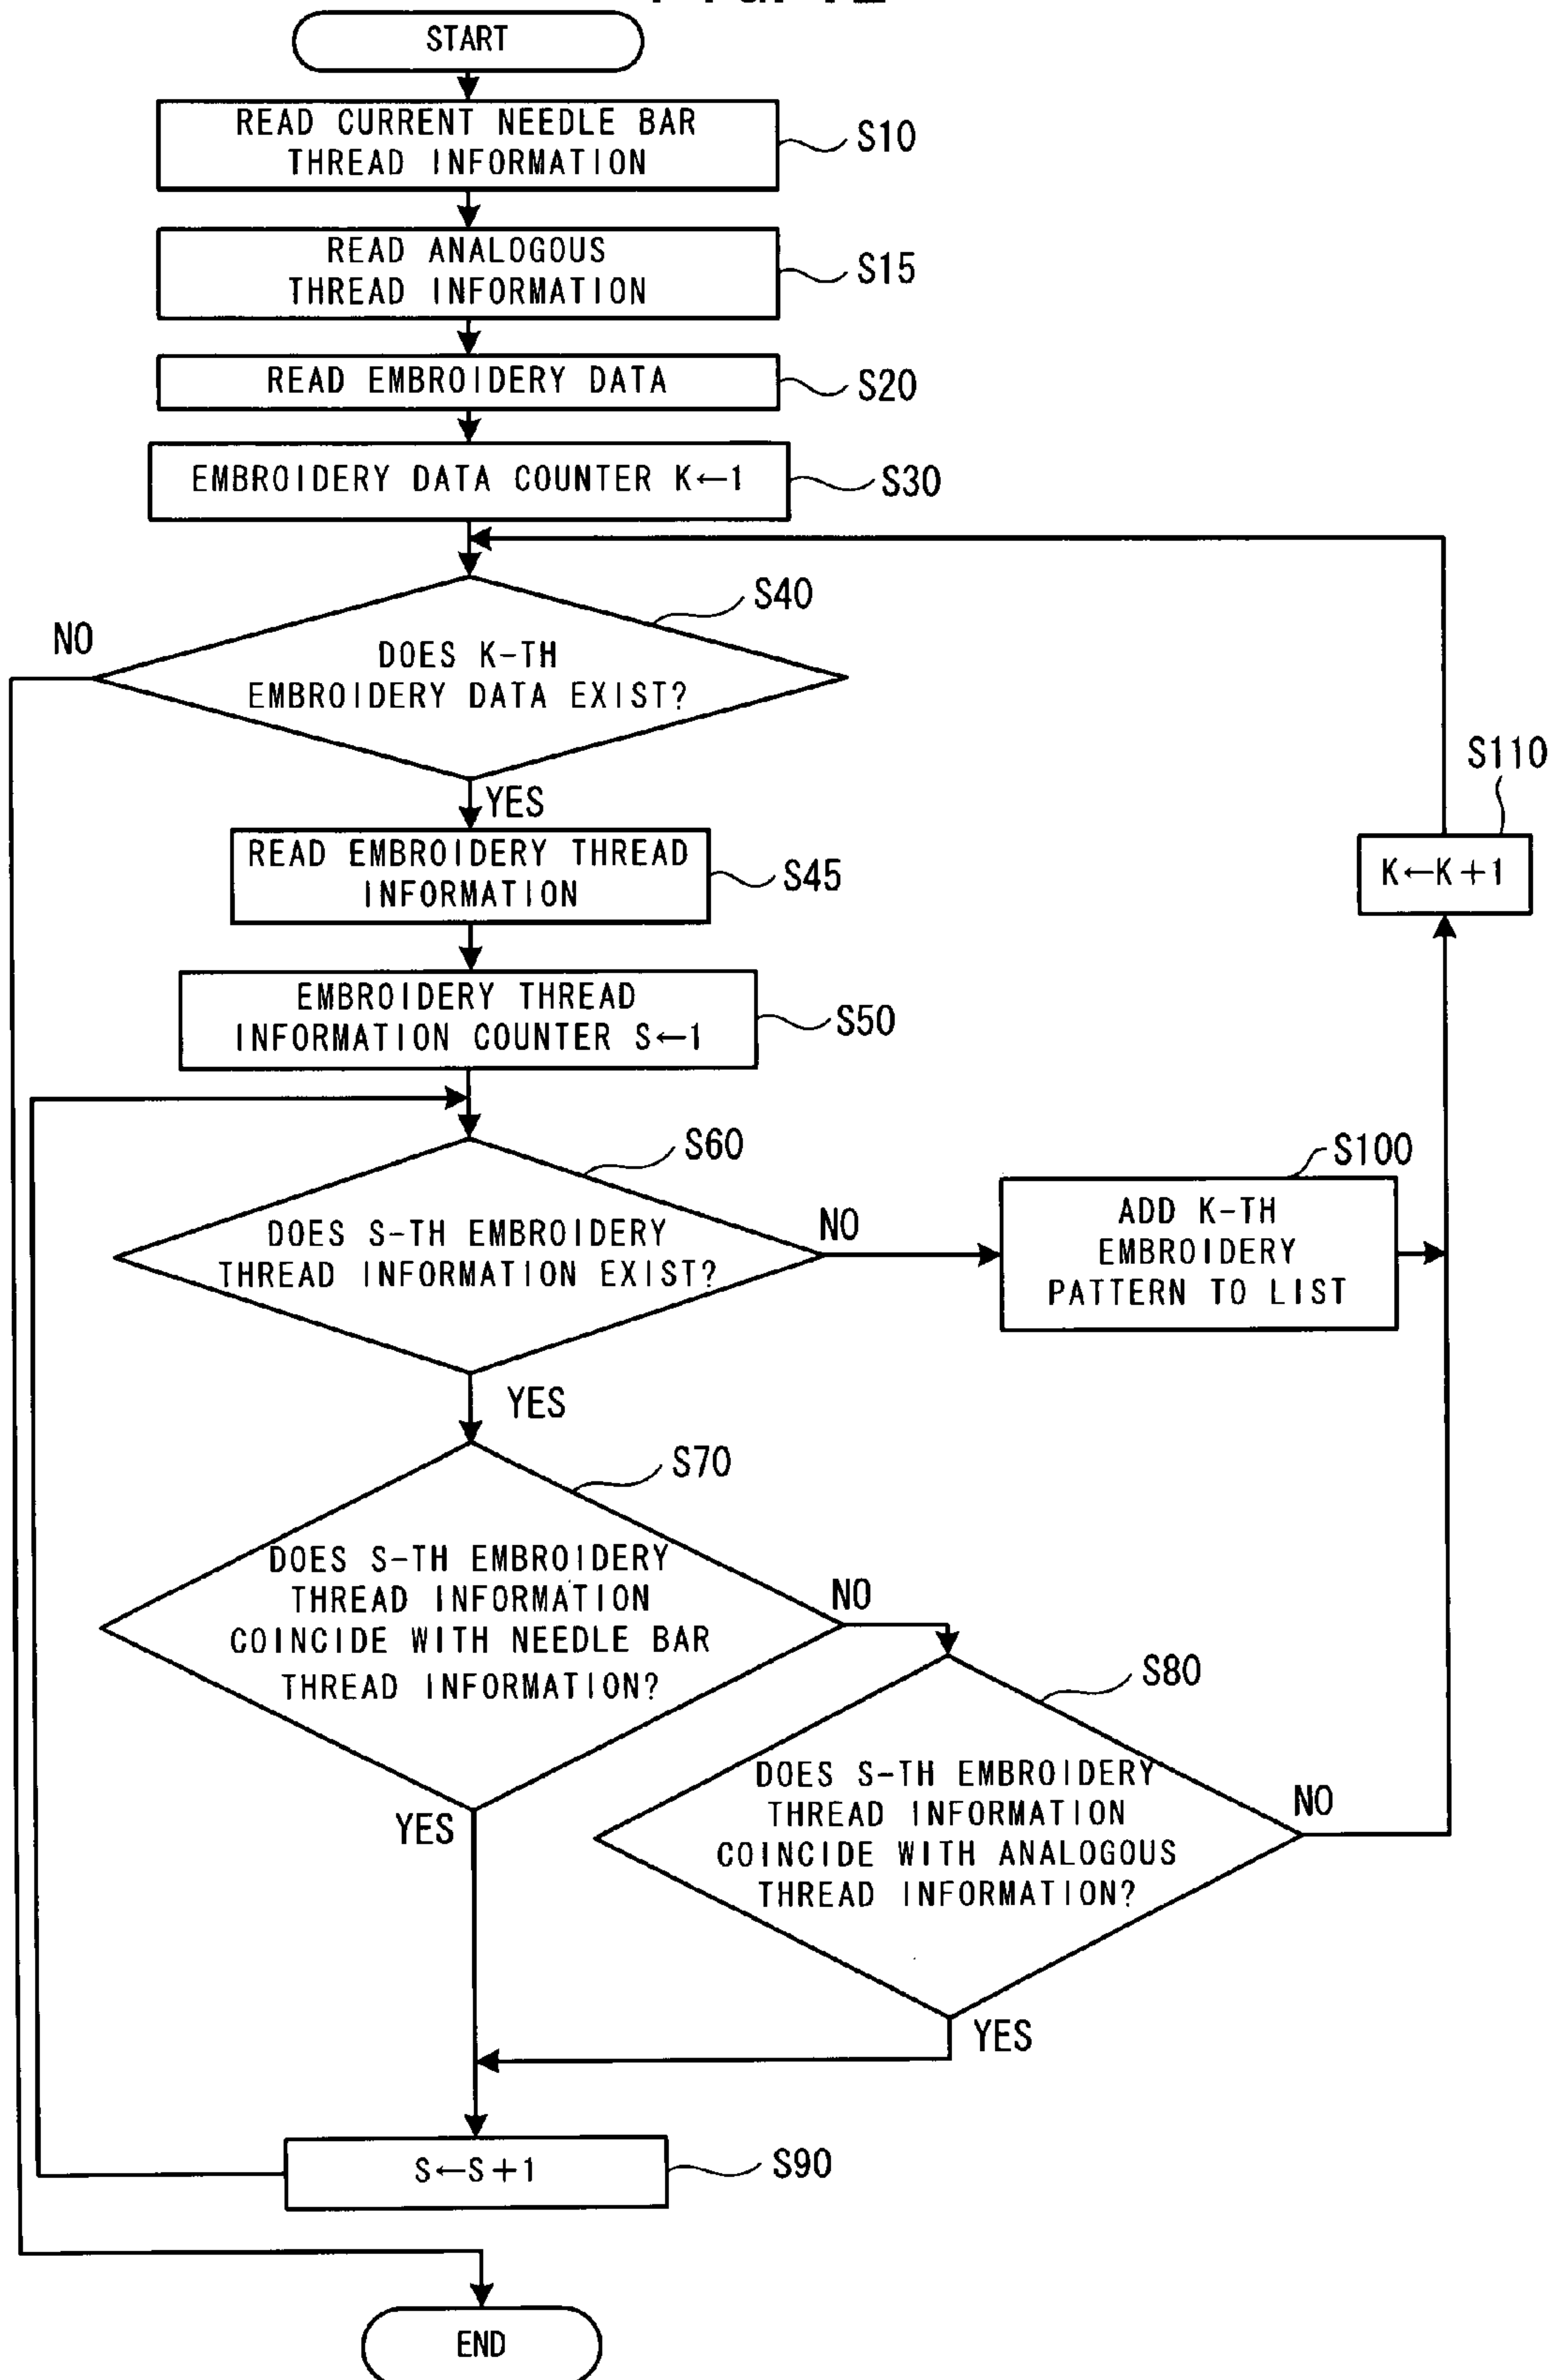 START
READ CURRENT NEEDLE BAR
THREAD INFORMATION
S10
READ ANALOGOUS
THREAD INFORMATION
S15
READ EMBROIDERY DATA
S20
EMBROIDERY DATA COUNTER K←1
S30
S40
NO
DOES K-TH
EMBROIDERY DATA EXIST?
YES
S110
K←K+1
READ EMBROIDERY THREAD
INFORMATION
S45
EMBROIDERY THREAD
INFORMATION COUNTER S←1
S50
S60
DOES S-TH EMBROIDERY
THREAD INFORMATION EXIST?
NO
S100
ADD K-TH
EMBROIDERY
PATTERN TO LIST
YES
S70
DOES S-TH EMBROIDERY
THREAD INFORMATION
COINCIDE WITH NEEDLE BAR
THREAD INFORMATION?
NO
YES
S80
DOES S-TH EMBROIDERY
THREAD INFORMATION
COINCIDE WITH ANALOGOUS
THREAD INFORMATION?
NO
YES
S←S+1
S90
END